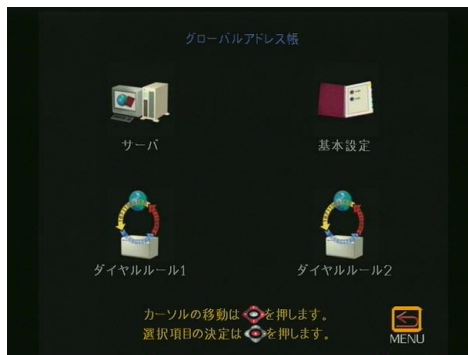 グローバルアドレス帳
サーバ
基本設定
ダイヤルルール1
ダイヤルルール2
カーソルの移動はを押します。
選択項目の決定はを押します。
MENU